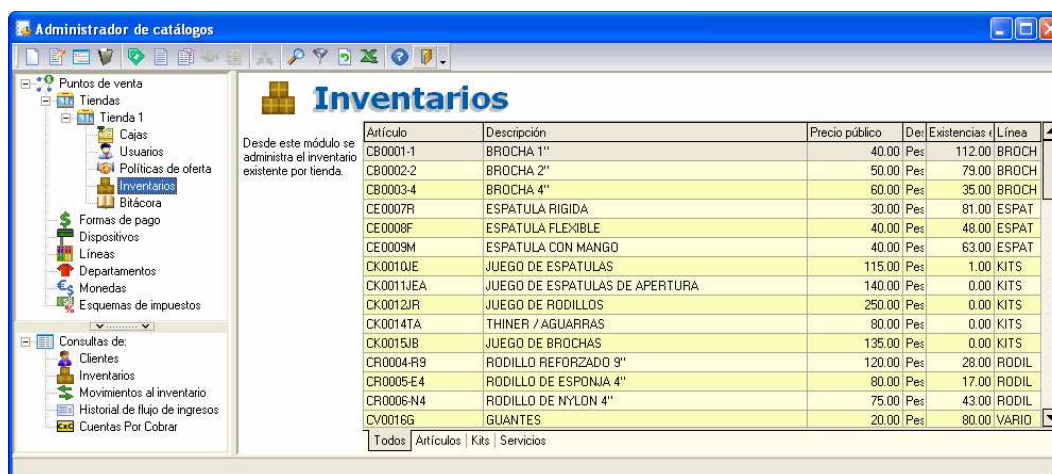 Administrador de catálogos
Puntos de venta
Tiendas
Tienda 1
Cajas
Usuarios
Políticas de oferta
Inventarios
Bitácora
Formas de pago
Dispositivos
Líneas
Departamentos
Monedas
Esquemas de impuestos
Consultas de:
Clientes
Inventarios
Movimientos al inventario
Historial de flujo de ingresos
CxC Cuentas Por Cobrar
Inventarios
Desde este módulo se
administra el inventario
existente por tienda.
Artículo Descripción Precio público Des Existencias e Línea
CB0001-1 BROCHA 1" 40.00 Pes 112.00 BROCH
CB0002-2 BROCHA 2" 50.00 Pes 79.00 BROCH
CB0003-4 BROCHA 4" 60.00 Pes 35.00 BROCH
CE0007R ESPATULA RIGIDA 30.00 Pes 81.00 ESPAT
CE0008F ESPATULA FLEXIBLE 40.00 Pes 48.00 ESPAT
CE0009M ESPATULA CON MANGO 40.00 Pes 63.00 ESPAT
CK0010JE JUEGO DE ESPATULAS 115.00 Pes 1.00 KITS
CK0011JEA JUEGO DE ESPATULAS DE APERTURA 140.00 Pes 0.00 KITS
CK0012JR JUEGO DE RODILLOS 250.00 Pes 0.00 KITS
CK0014TA THINER / AGUARRAS 80.00 Pes 0.00 KITS
CK0015JB JUEGO DE BROCHAS 135.00 Pes 0.00 KITS
CR0004-R9 RODILLO REFORZADO 9" 120.00 Pes 28.00 RODIL
CR0005-E4 RODILLO DE ESPONJA 4" 80.00 Pes 17.00 RODIL
CR0006-N4 RODILLO DE NYLON 4" 75.00 Pes 43.00 RODIL
CV0016G GUANTES 20.00 Pes 80.00 VARIO
Todos Artículos Kits Servicios